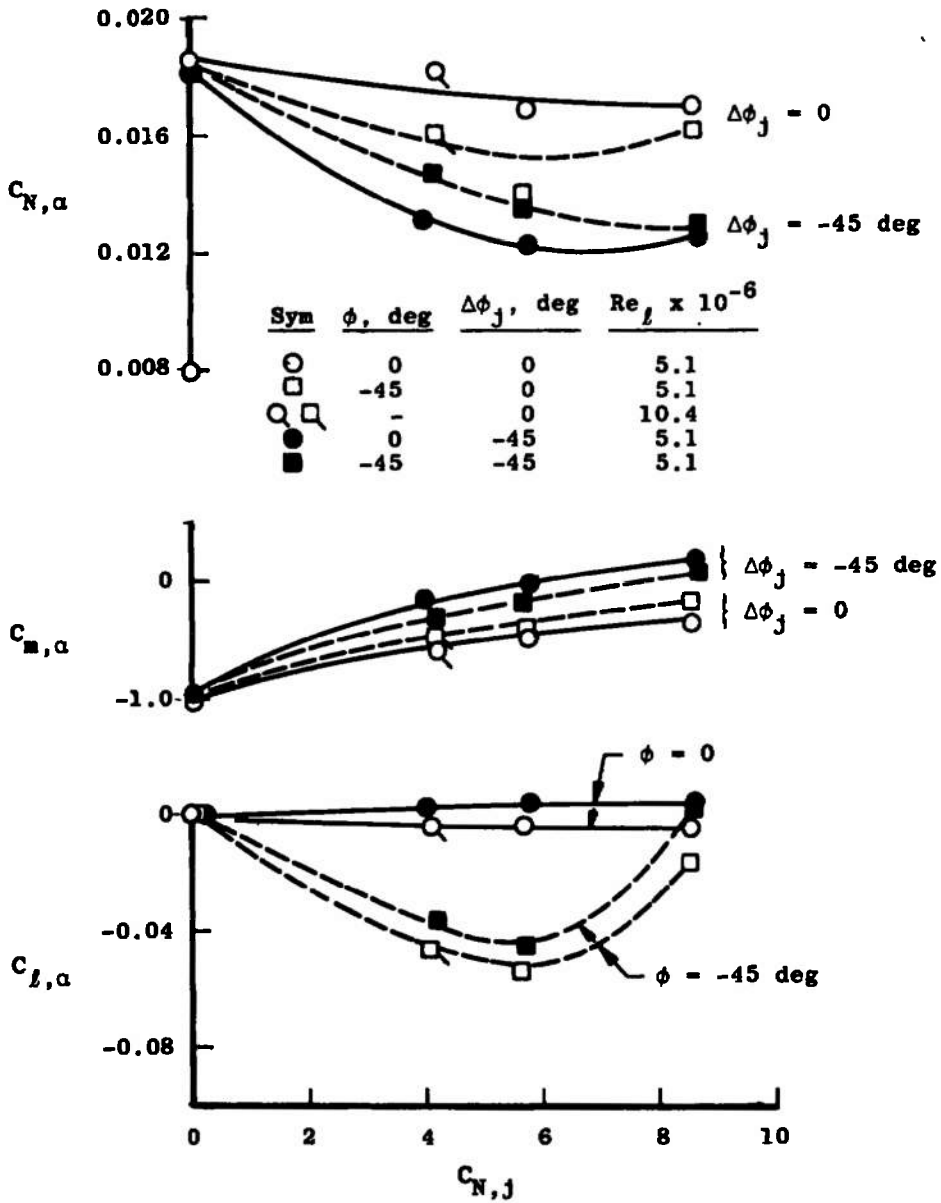 0.020
0.016
0.012
0.008
C_N,α
Δφ_j = 0
Δφ_j = -45 deg
Sym φ, deg Δφ_j, deg Re_ℓ x 10^-6
0 0 5.1
-45 0 5.1
- 0 10.4
0 -45 5.1
-45 -45 5.1
0
-1.0
C_m,α
} Δφ_j = -45 deg
} Δφ_j = 0
φ = 0
0
-0.04
-0.08
C_ℓ,α
φ = -45 deg
0 2 4 6 8 10
C_N,j